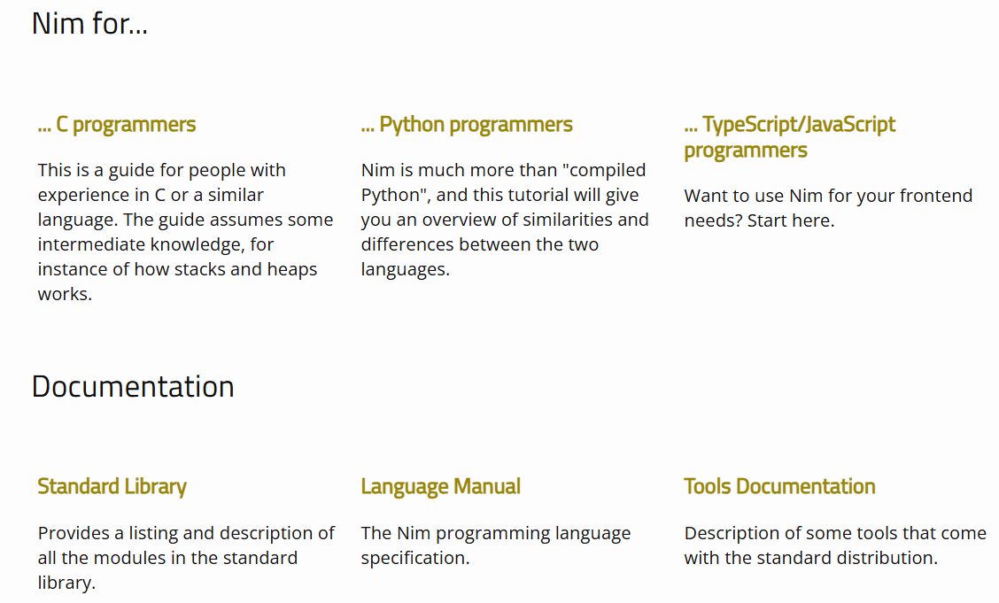 Nim for...
... C programmers
This is a guide for people with
experience in C or a similar
language. The guide assumes some
intermediate knowledge, for
instance of how stacks and heaps
works.
... Python programmers
Nim is much more than "compiled
Python", and this tutorial will give
you an overview of similarities and
differences between the two
languages.
... TypeScript/JavaScript
programmers
Want to use Nim for your frontend
needs? Start here.
Documentation
Standard Library
Provides a listing and description of
all the modules in the standard
library.
Language Manual
The Nim programming language
specification.
Tools Documentation
Description of some tools that come
with the standard distribution.